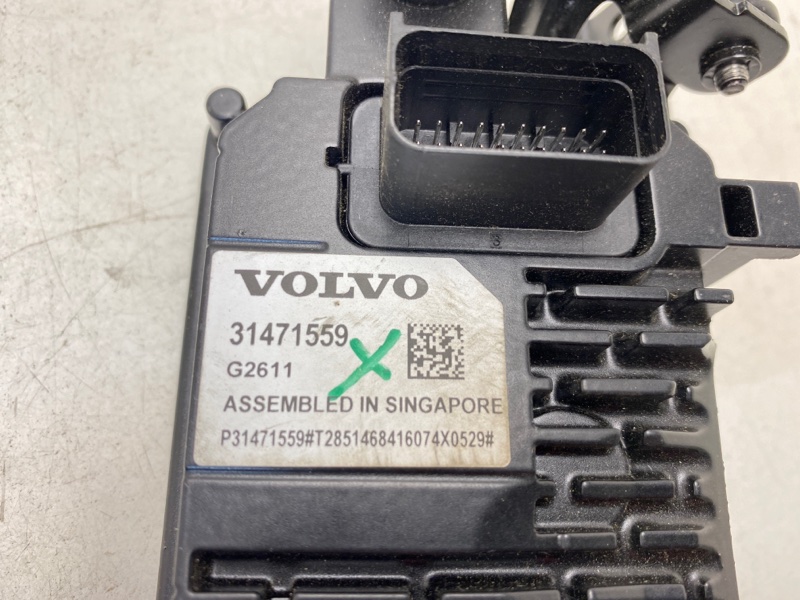 VOLVO
31471559
G2611
ASSEMBLED IN SINGAPORE
P31471559#T2851468416074X0529#